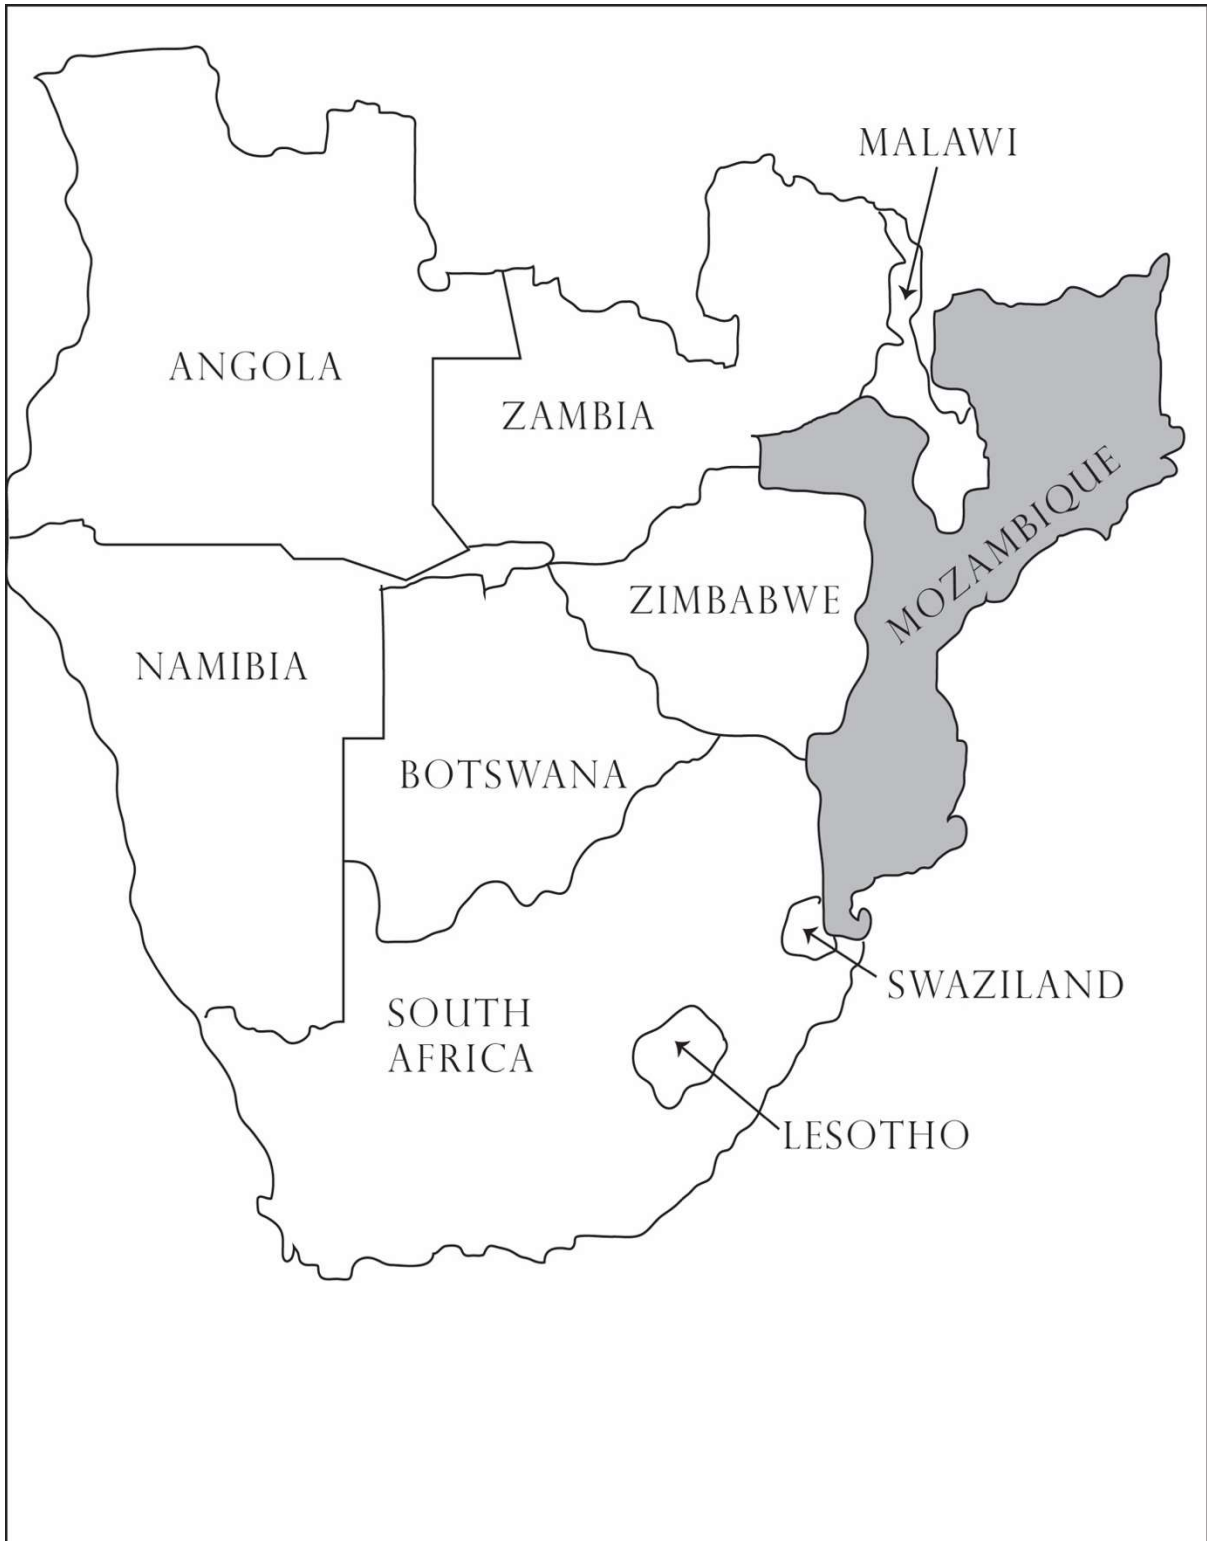 MALAWI
ANGOLA
ZAMBIA
MOZAMBIQUE
ZIMBABWE
NAMIBIA
BOTSWANA
SWAZILAND
SOUTH
AFRICA
LESOTHO